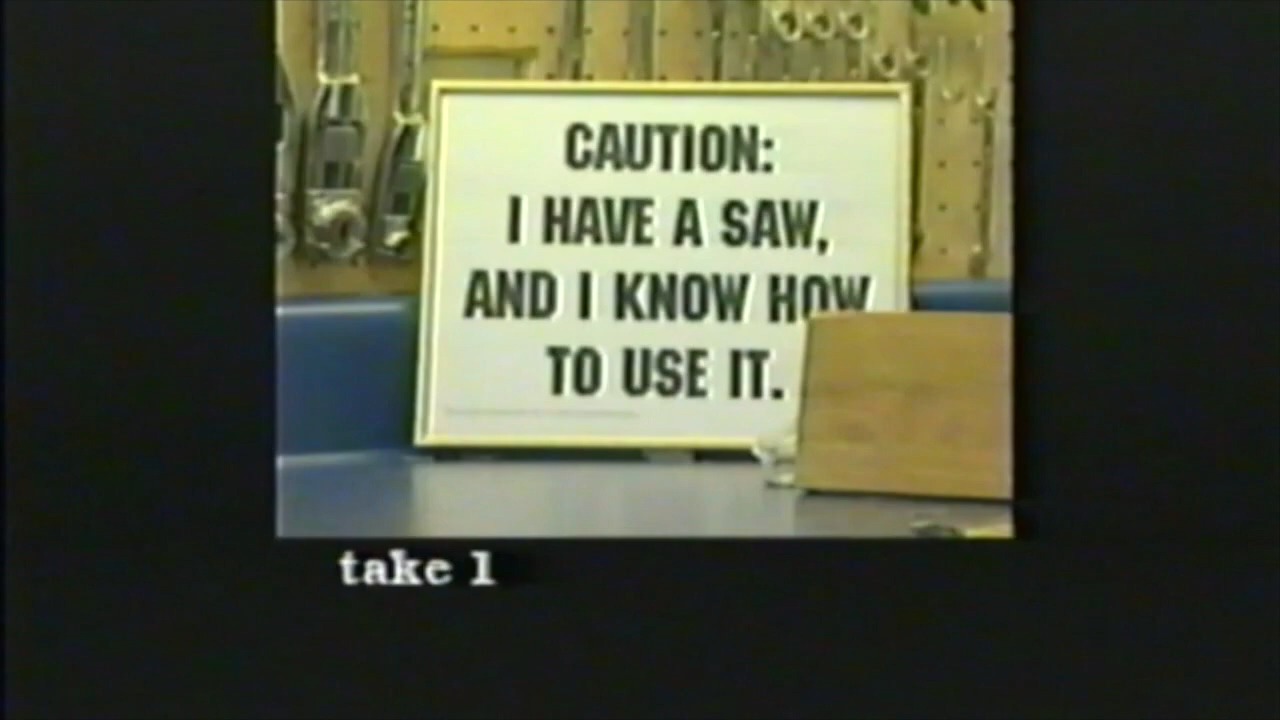 CAUTION:
I HAVE A SAW,
AND I KNOW HOW
TO USE IT.
take 1